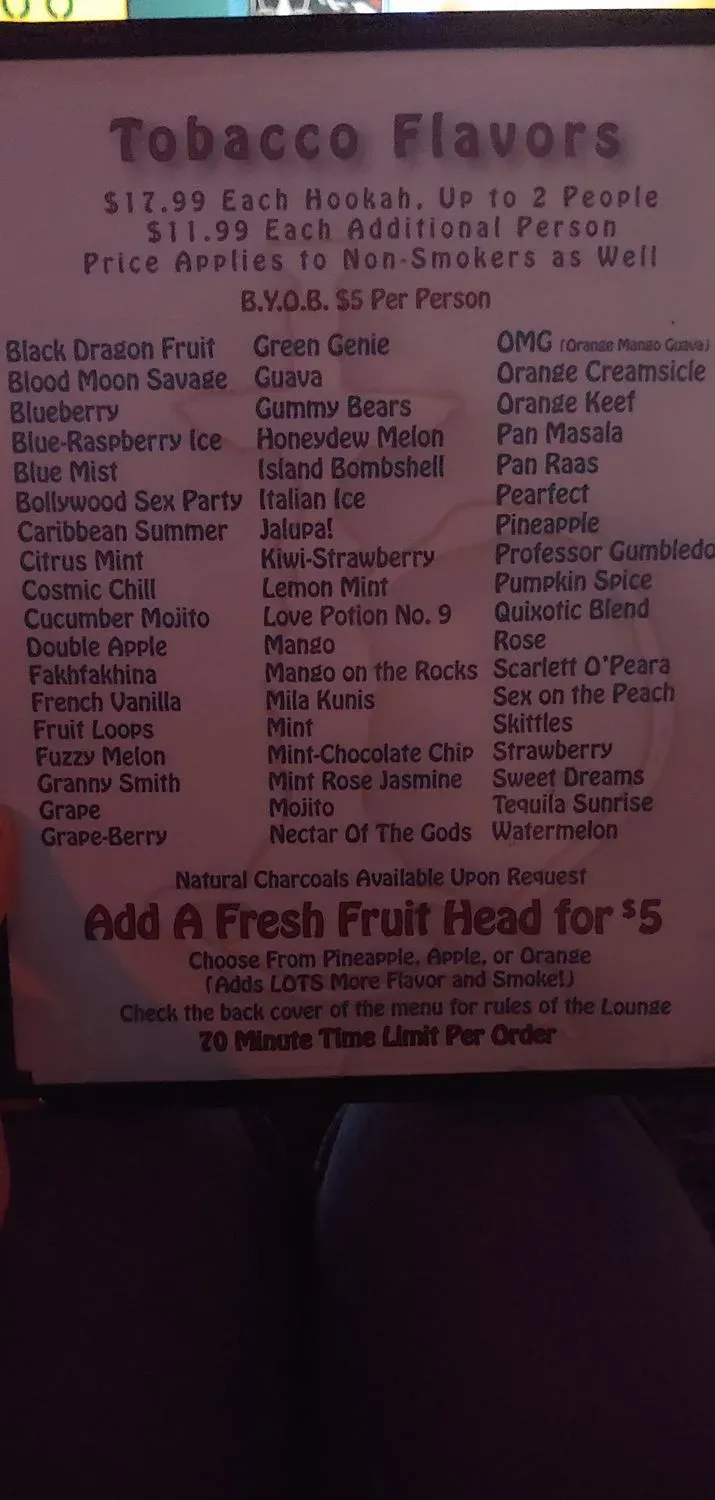 Tobacco Flavors
$17.99 Each Hookah, Up to 2 People
$11.99 Each Additional Person
Price Applies to Non-Smokers as Well
B.Y.O.B. $5 Per Person
Black Dragon Fruit
Blood Moon Savage
Blueberry
Blue-Raspberry Ice
Blue Mist
Bollywood Sex Party
Caribbean Summer
Citrus Mint
Cosmic Chill
Cucumber Mojito
Double Apple
Fakhfakhina
French Vanilla
Fruit Loops
Fuzzy Melon
Granny Smith
Grape
Grape-Berry
Green Genie
Guava
Gummy Bears
Honeydew Melon
Island Bombshell
Italian Ice
Jalupa!
Kiwi-Strawberry
Lemon Mint
Love Potion No. 9
Mango
Mango on the Rocks
Mila Kunis
Mint
Mint-Chocolate Chip
Mint Rose Jasmine
Mojito
Nectar Of The Gods
OMG (Orange Mango Guava)
Orange Creamsicle
Orange Keef
Pan Masala
Pan Raas
Pearfect
Pineapple
Professor Gumbledo
Pumpkin Spice
Quixotic Blend
Rose
Scarlett O'Peara
Sex on the Peach
Skittles
Strawberry
Sweet Dreams
Tequila Sunrise
Watermelon
Natural Charcoals Available Upon Request
Add A Fresh Fruit Head for $5
Choose From Pineapple, Apple, or Orange
(Adds LOTS More Flavor and Smoke!)
Check the back cover of the menu for rules of the Lounge
70 Minute Time Limit Per Order